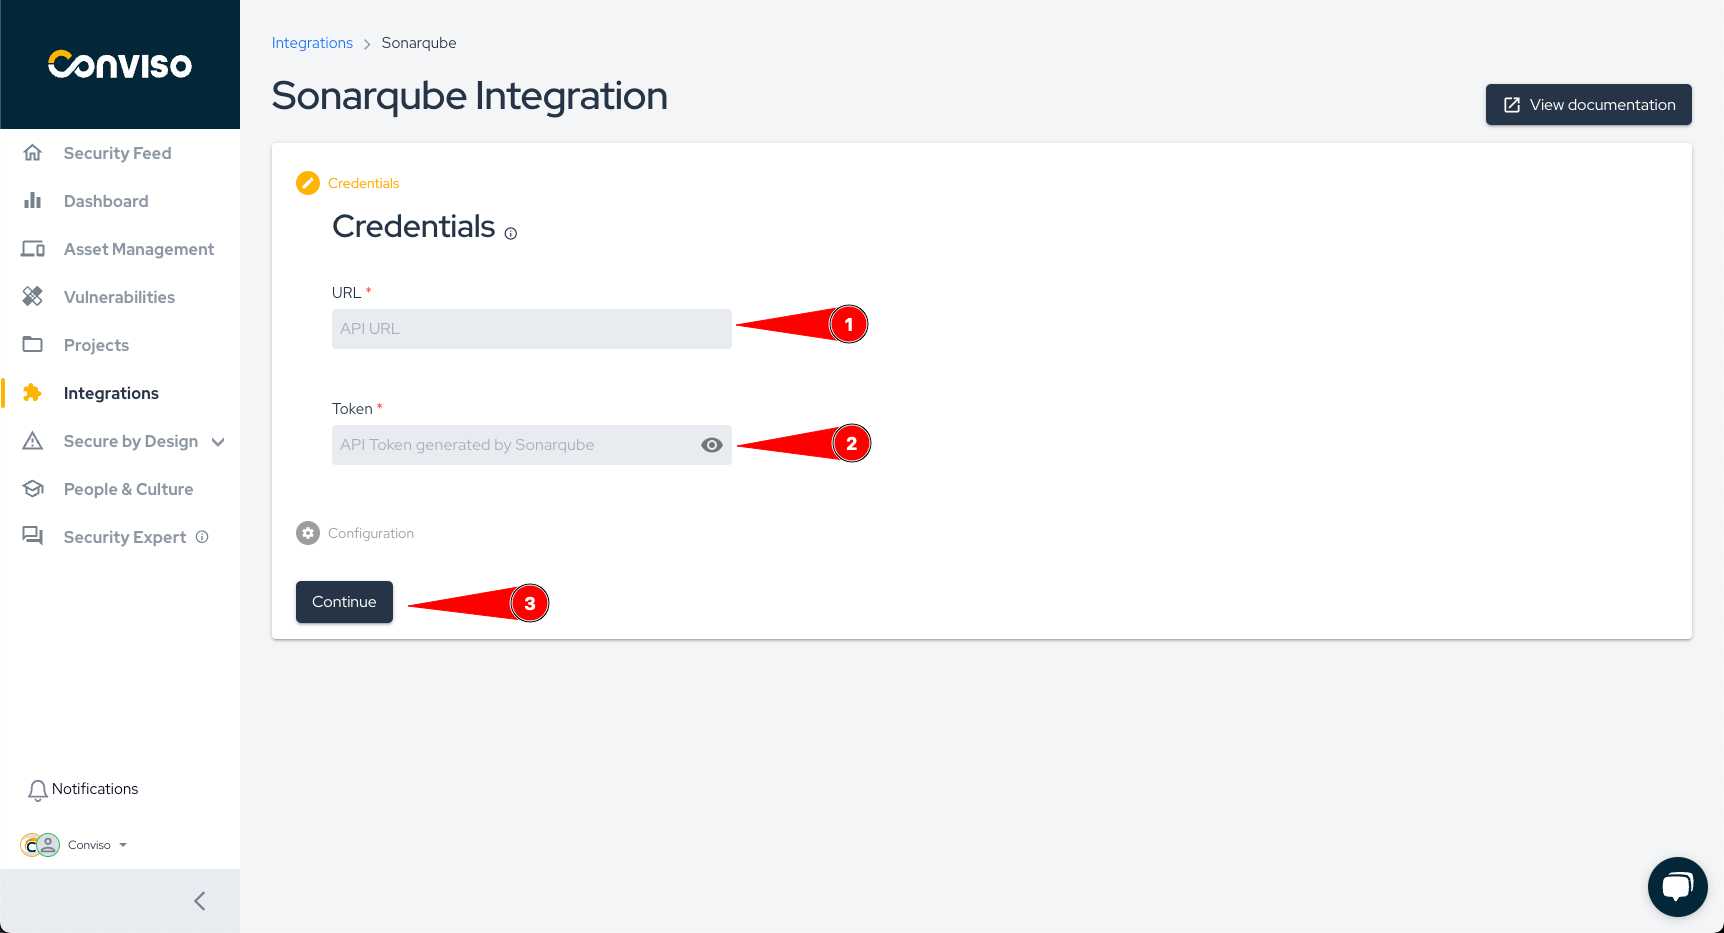 Conviso
Security Feed
Dashboard
Asset Management
Vulnerabilities
Projects
Integrations
Secure by Design
People & Culture
Security Expert
Notifications
C Conviso
Integrations > Sonarqube
Sonarqube Integration
View documentation
Credentials
Credentials
URL *
API URL
1
Token *
API Token generated by Sonarqube
2
Configuration
Continue
3